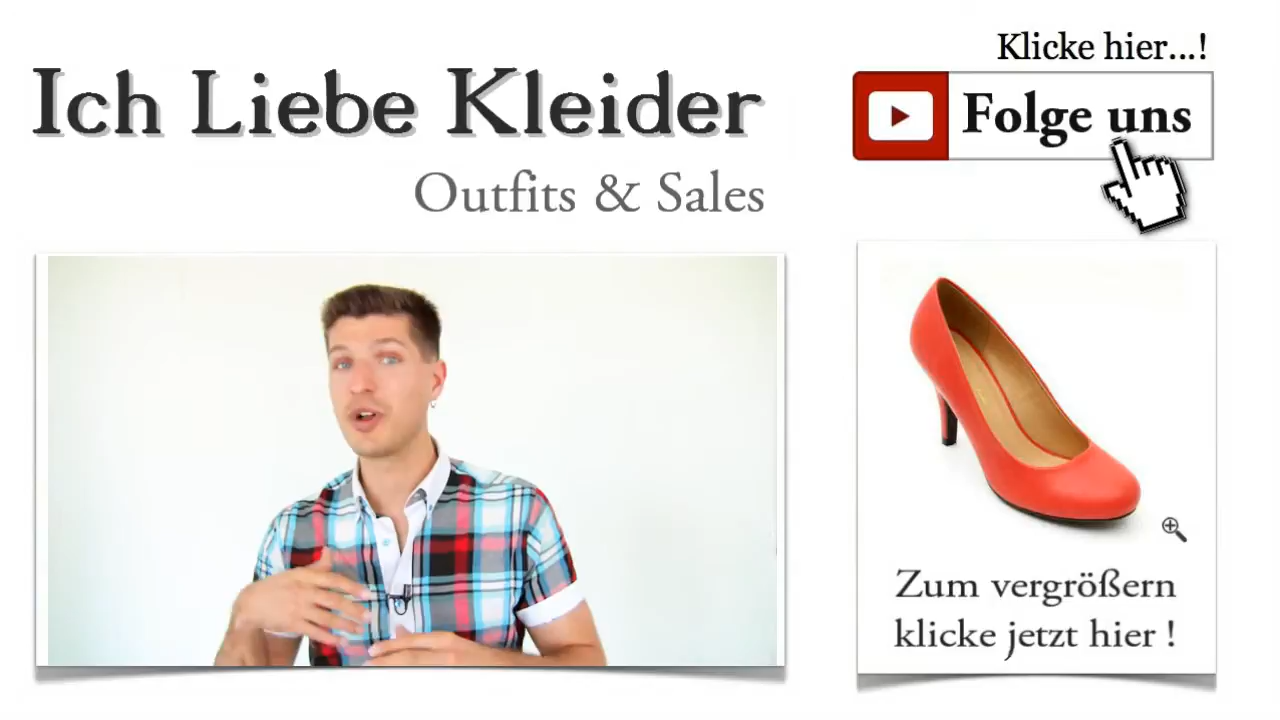 Klicke hier...!
Ich Liebe Kleider
Folge uns
Outfits & Sales
Zum vergrößern
klicke jetzt hier !